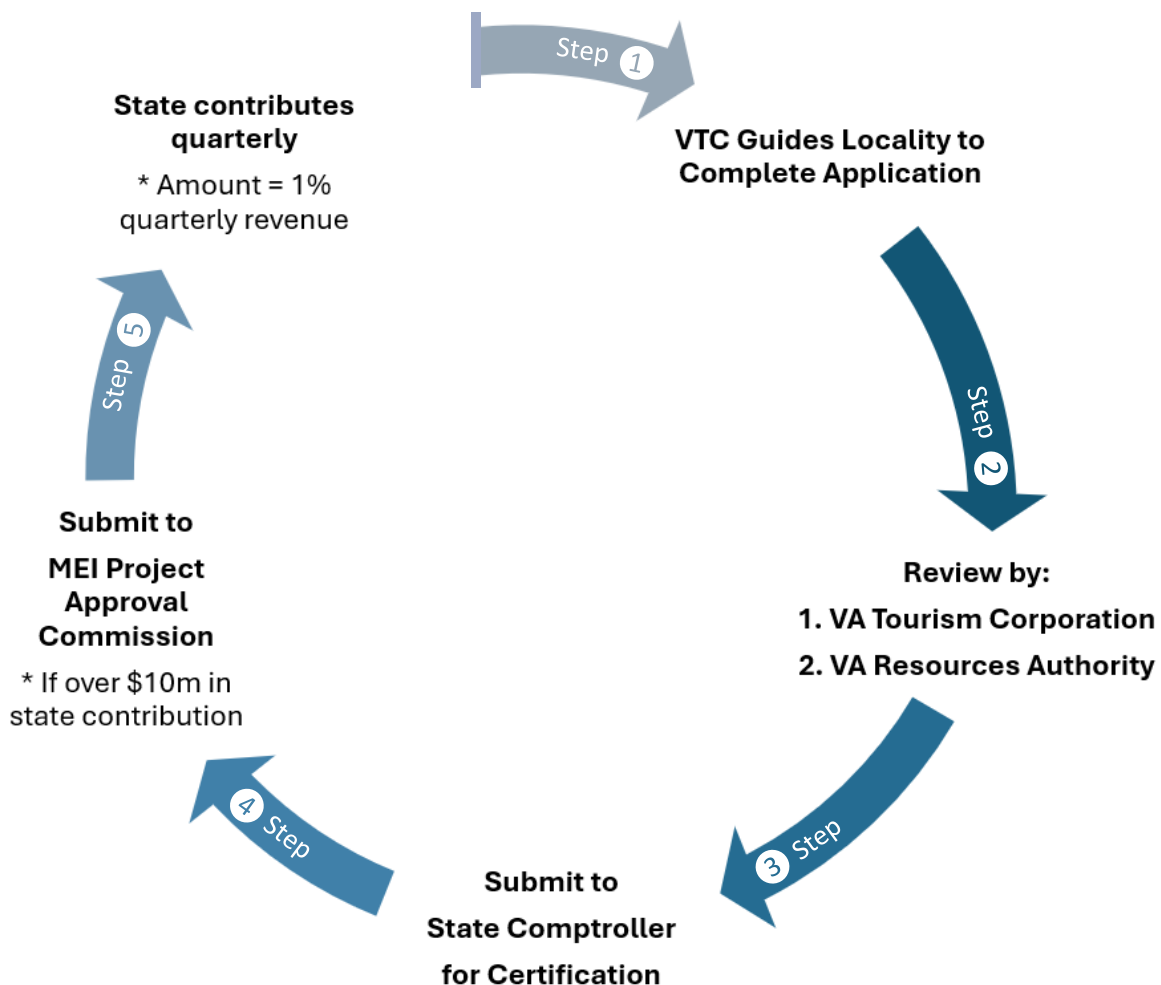 Step 1
VTC Guides Locality to
Complete Application
Step 2
Review by:
1. VA Tourism Corporation
2. VA Resources Authority
3 Step
Submit to
State Comptroller
for Certification
4 Step
Submit to
MEI Project
Approval
Commission
* If over $10m in
state contribution
Step 5
State contributes
quarterly
* Amount = 1%
quarterly revenue